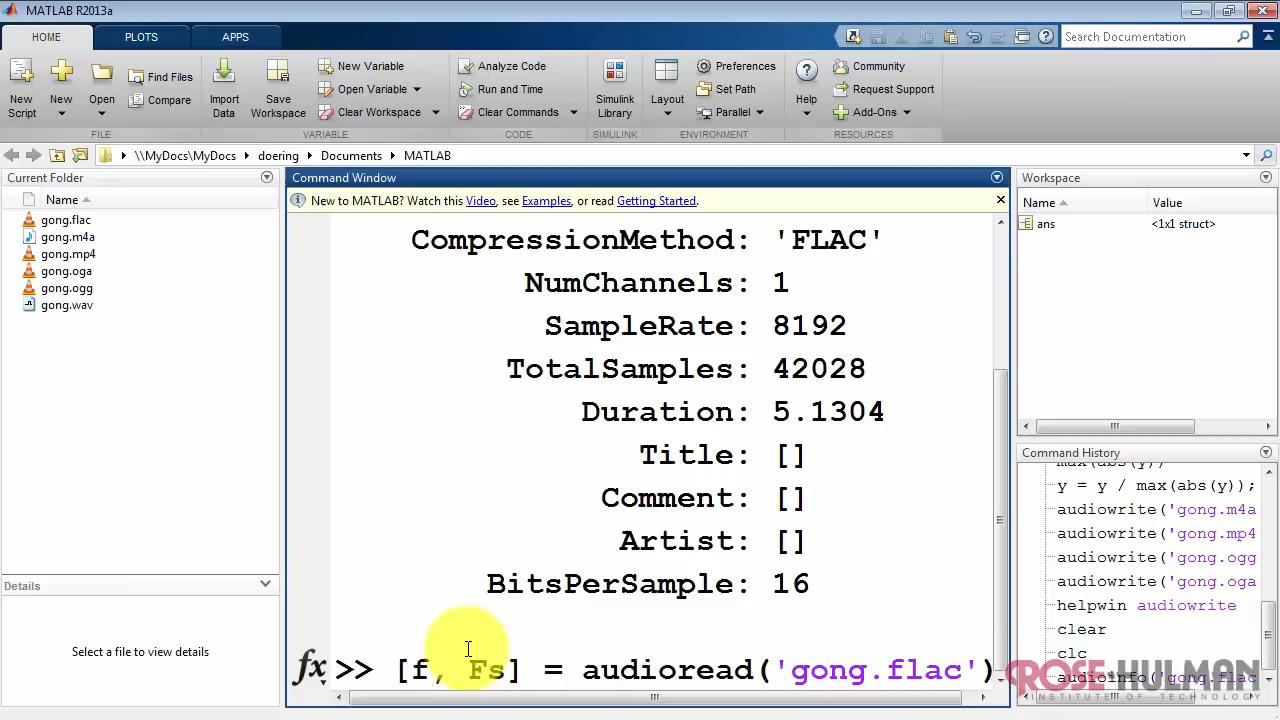 MATLAB R2013a
HOME PLOTS APPS
Search Documentation
New Script New Open Find Files Compare Import Data Save Workspace New Variable Open Variable Clear Workspace Analyze Code Run and Time Clear Commands Simulink Library Layout Preferences Set Path Parallel Help Community Request Support Add-Ons
FILE VARIABLE CODE SIMULINK ENVIRONMENT RESOURCES
\\MyDocs\MyDocs doering Documents MATLAB
Current Folder
Name
gong.flac
gong.m4a
gong.mp4
gong.oga
gong.ogg
gong.wav
Details
Select a file to view details
Command Window
New to MATLAB? Watch this Video, see Examples, or read Getting Started.
CompressionMethod: 'FLAC'
NumChannels: 1
SampleRate: 8192
TotalSamples: 42028
Duration: 5.1304
Title: []
Comment: []
Artist: []
BitsPerSample: 16
fx >> [f, Fs] = audioread('gong.flac')
Workspace
Name Value
ans <1x1 struct>
Command History
max(abs(y))
y = y / max(abs(y));
audiowrite('gong.m4a
audiowrite('gong.mp4
audiowrite('gong.ogg
audiowrite('gong.oga
helpwin audiowrite
clear
clc
audioinfo('gong.flac
ROSE-HULMAN
INSTITUTE OF TECHNOLOGY